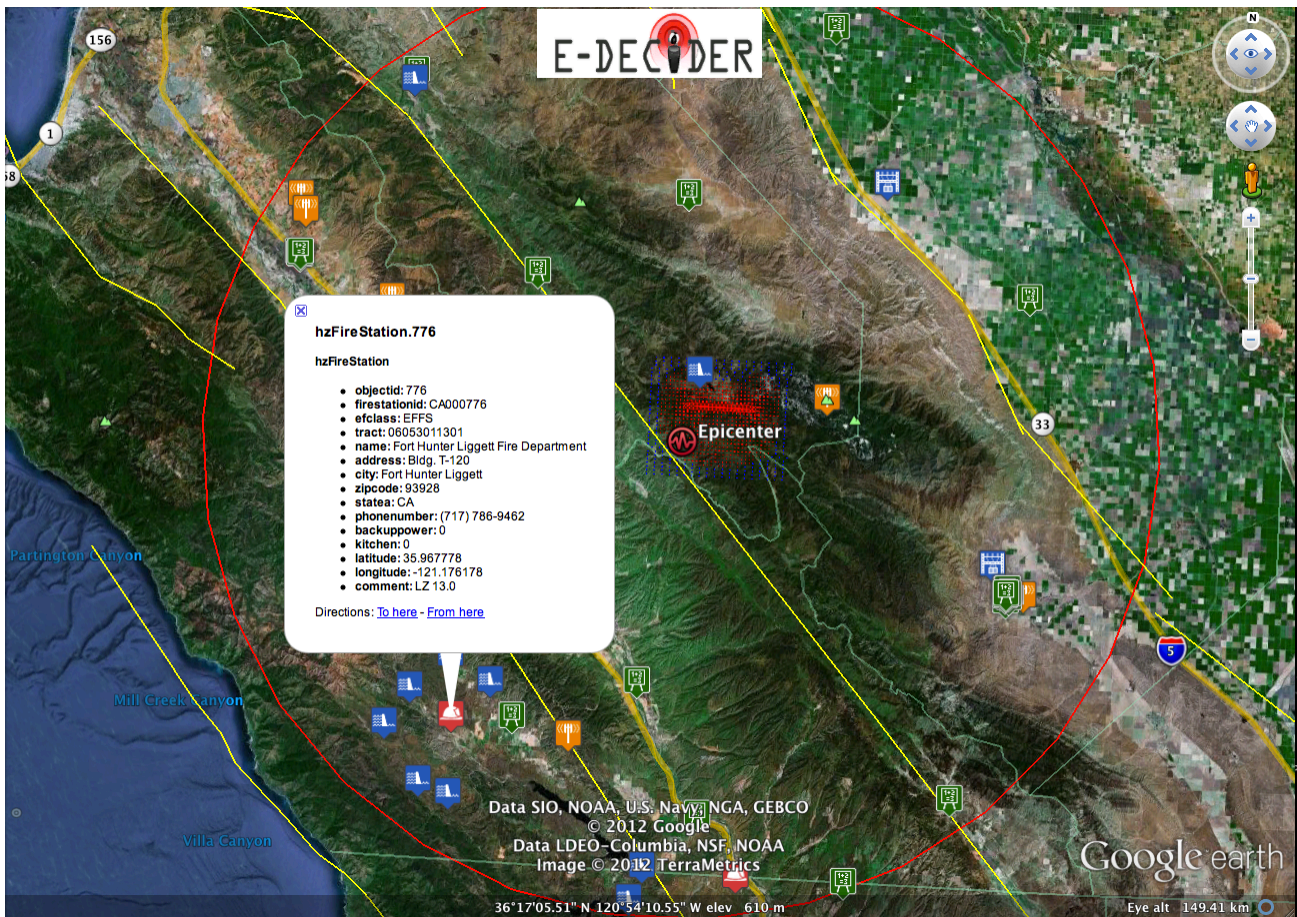 E-DECIDER
N
156
1
68
hzFireStation.776
hzFireStation
objectid: 776
firestationid: CA000776
efclass: EFFS
tract: 06053011301
name: Fort Hunter Liggett Fire Department
address: Bldg. T-120
city: Fort Hunter Liggett
zipcode: 93928
statea: CA
phonenumber: (717) 786-9462
backuppower: 0
kitchen: 0
latitude: 35.967778
longitude: -121.176178
comment: LZ 13.0
Directions: To here - From here
Epicenter
33
5
Partington Canyon
Mill Creek Canyon
Villa Canyon
Data SIO, NOAA, U.S. Navy, NGA, GEBCO
© 2012 Google
Data LDEO-Columbia, NSF, NOAA
Image © 2012 TerraMetrics
Google earth
36°17'05.51" N 120°54'10.55" W elev 610 m
Eye alt 149.41 km